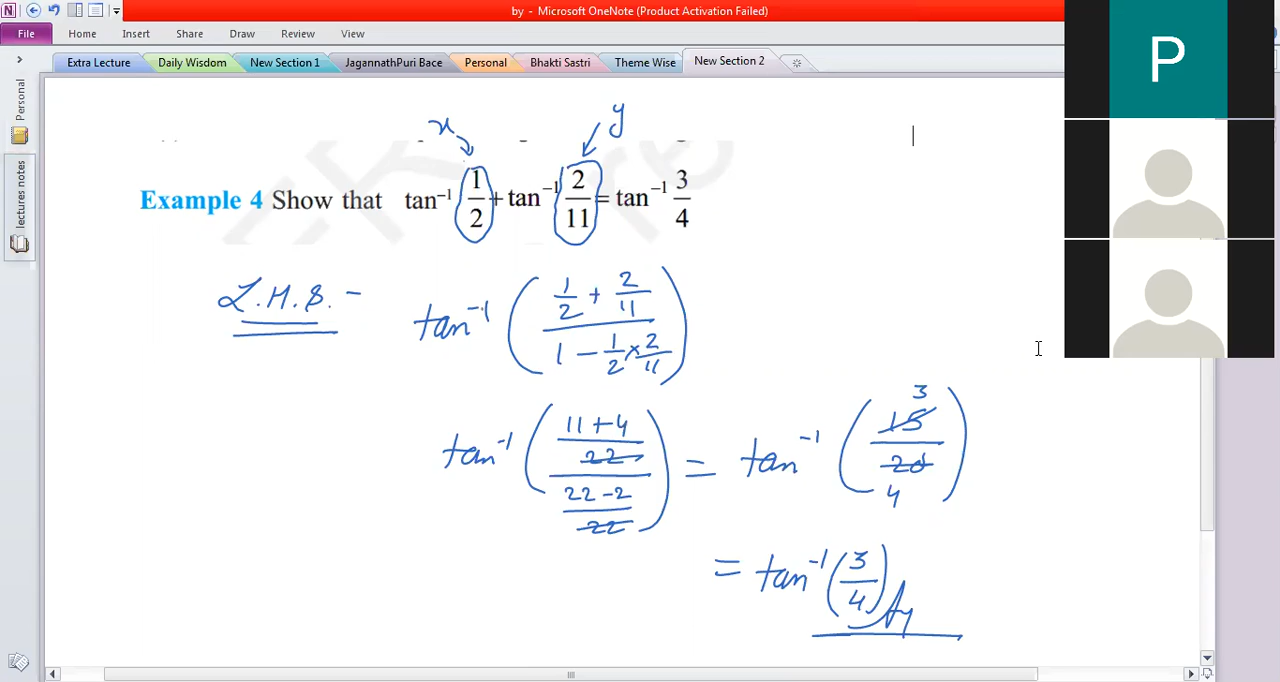 by - Microsoft OneNote (Product Activation Failed)
File Home Insert Share Draw Review View
Extra Lecture Daily Wisdom New Section 1 JagannathPuri Bace Personal Bhakti Sastri Theme Wise New Section 2
Personal
lectures notes
P
x y
Example 4 Show that tan⁻¹ 1/2 + tan⁻¹ 2/11 = tan⁻¹ 3/4
L.H.S. - tan⁻¹ ( (1/2 + 2/11) / (1 - 1/2 × 2/11) )
tan⁻¹ ( ((11+4)/22) / ((22-2)/22) ) = tan⁻¹ ( 15/20 ) 3 4
= tan⁻¹ (3/4)